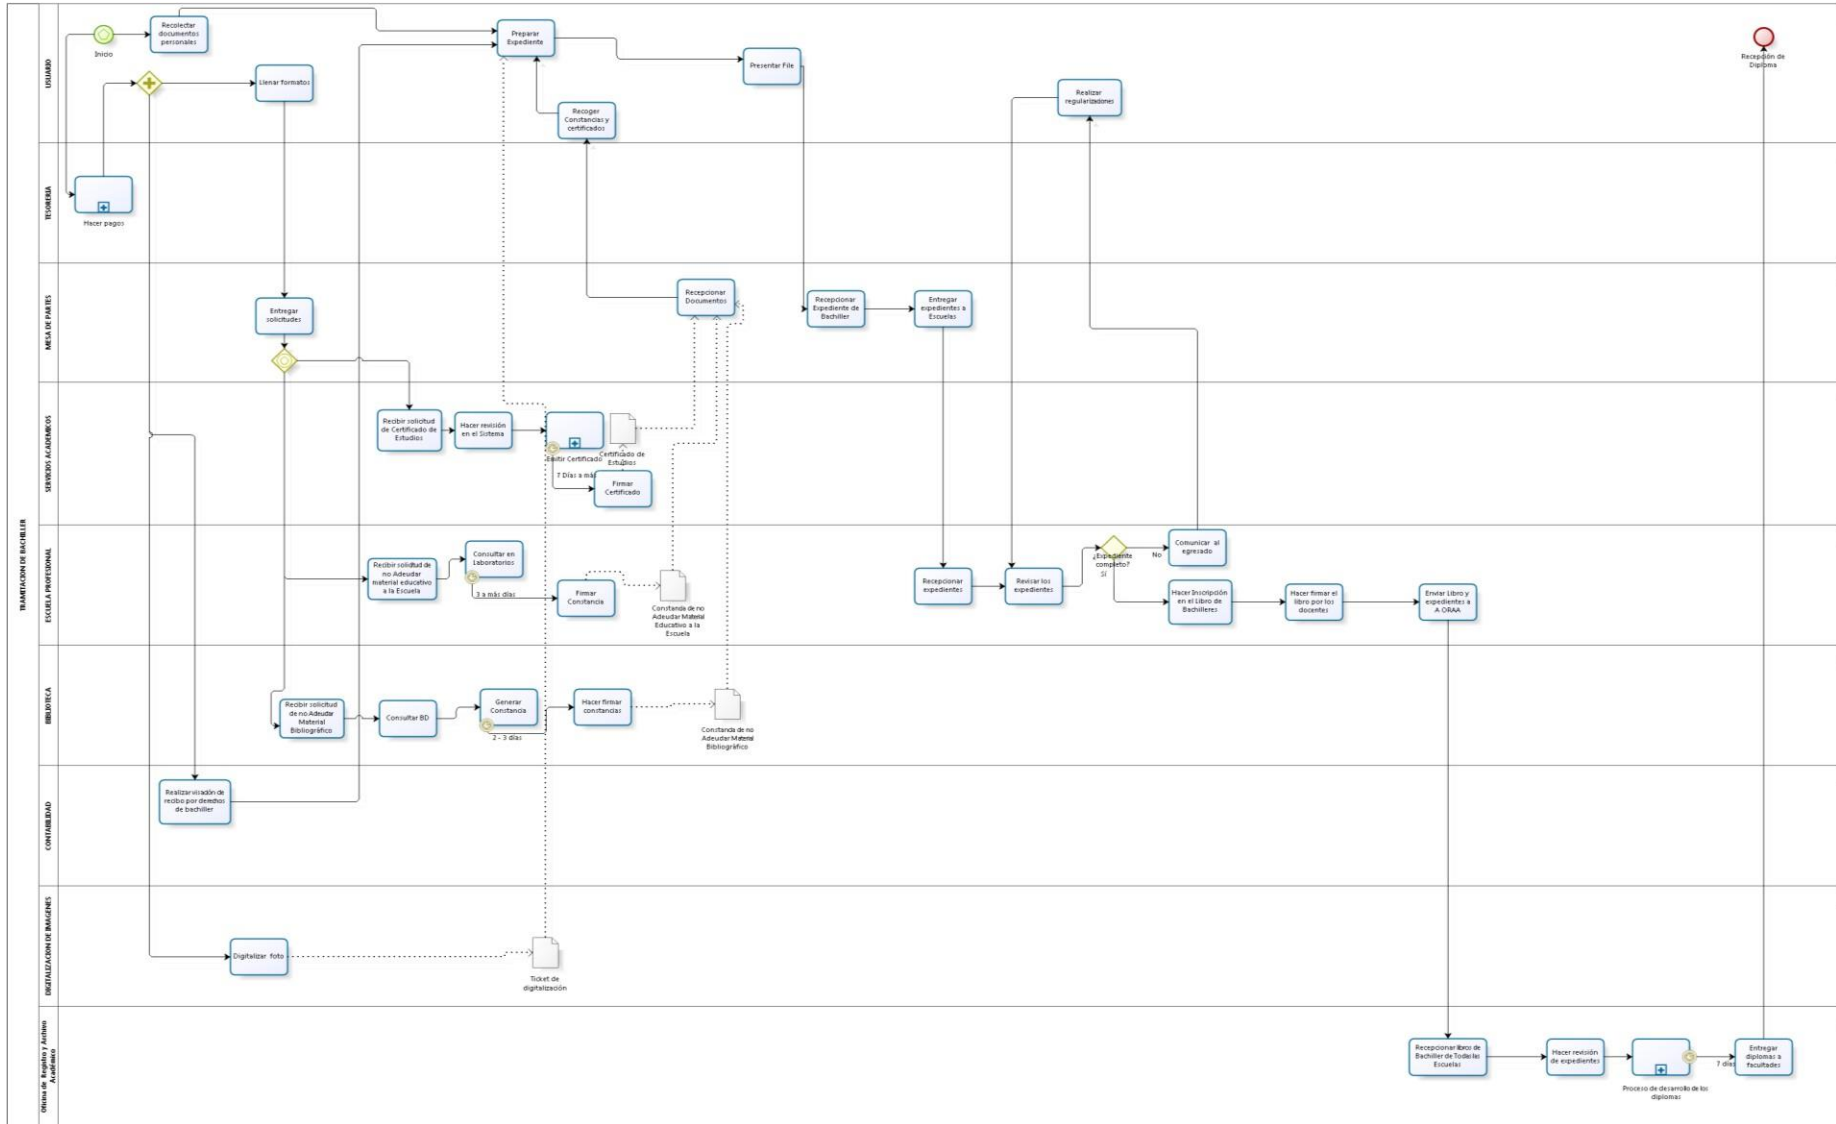 TRAMITACION DE BACHILLER
USUARIO
Inicio
Recolectar
documentos
personales
Llenar formatos
Preparar
Expediente
Recoger
Constancias y
certificados
Presentar File
Realizar
regularizaciones
Recepción de
Diploma
TESORERIA
Hacer pagos
MESA DE PARTES
Entregar
solicitudes
Recepcionar
Documentos
Recepcionar
Expediente de
Bachiller
Entregar
expedientes a
Escuelas
SERVICIOS ACADEMICOS
Recibir solicitud
de Certificado de
Estudios
Hacer revisión
en el Sistema
Emitir Certificado
7 Días a más
Certificado de
Estudios
Firmar
Certificado
ESCUELA PROFESIONAL
Recibir solicitud de
no Adeudar
material educativo
a la Escuela
Consultar en
Laboratorios
3 a más días
Firmar
Constancia
Constancia de no
Adeudar Material
Educativo a la
Escuela
Recepcionar
expedientes
Revisar los
expedientes
¿Expediente
completo?
Sí
No
Comunicar al
egresado
Hacer Inscripción
en el Libro de
Bachilleres
Hacer firmar el
libro por los
docentes
Enviar Libro y
expedientes a
A ORAA
BIBLIOTECA
Recibir solicitud
de no Adeudar
Material
Bibliográfico
Consultar BD
Generar
Constancia
2 - 3 días
Hacer firmar
constancias
Constancia de no
Adeudar Material
Bibliográfico
CONTABILIDAD
Realizar visación de
recibo por derechos
de bachiller
DIGITALIZACION DE IMAGENES
Digitalizar foto
Ticket de
digitalización
Oficina de Registro y Archivo
Académico
Recepcionar libros de
Bachiller de Todas las
Escuelas
Hacer revisión
de expedientes
Proceso de desarrollo de los
diplomas
7 días
Entregar
diplomas a
facultades